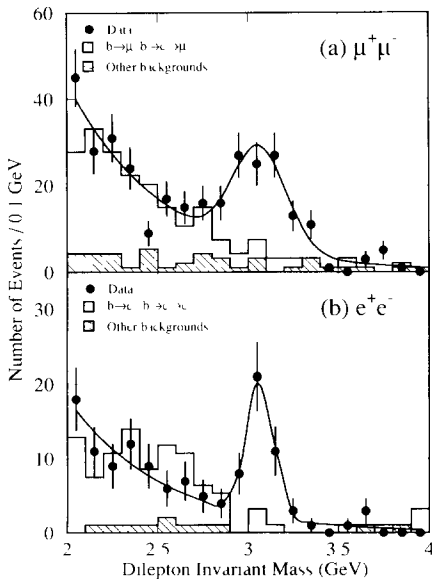 60
Data
b→μ b→c→μ
Other backgrounds
(a) μ⁺μ⁻
40
20
0
Number of Events / 0 1 GeV
Data
Other backgrounds
(b) e⁺e⁻
30
20
10
0
2 2 5 3 3 5 4
Dilepton Invariant Mass (GeV)